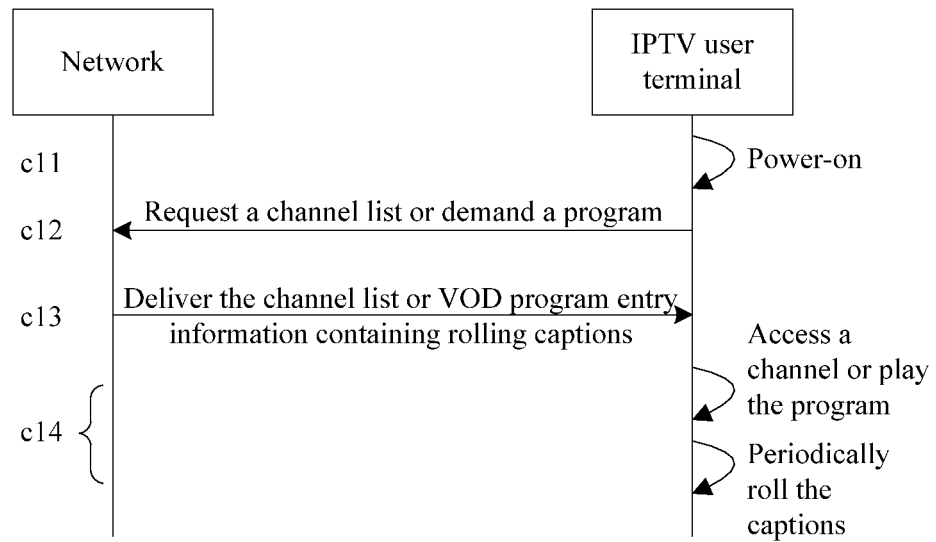 Network
IPTV user
terminal
c11
Power-on
c12
Request a channel list or demand a program
c13
Deliver the channel list or VOD program entry
information containing rolling captions
Access a
channel or play
the program
c14
Periodically
roll the
captions